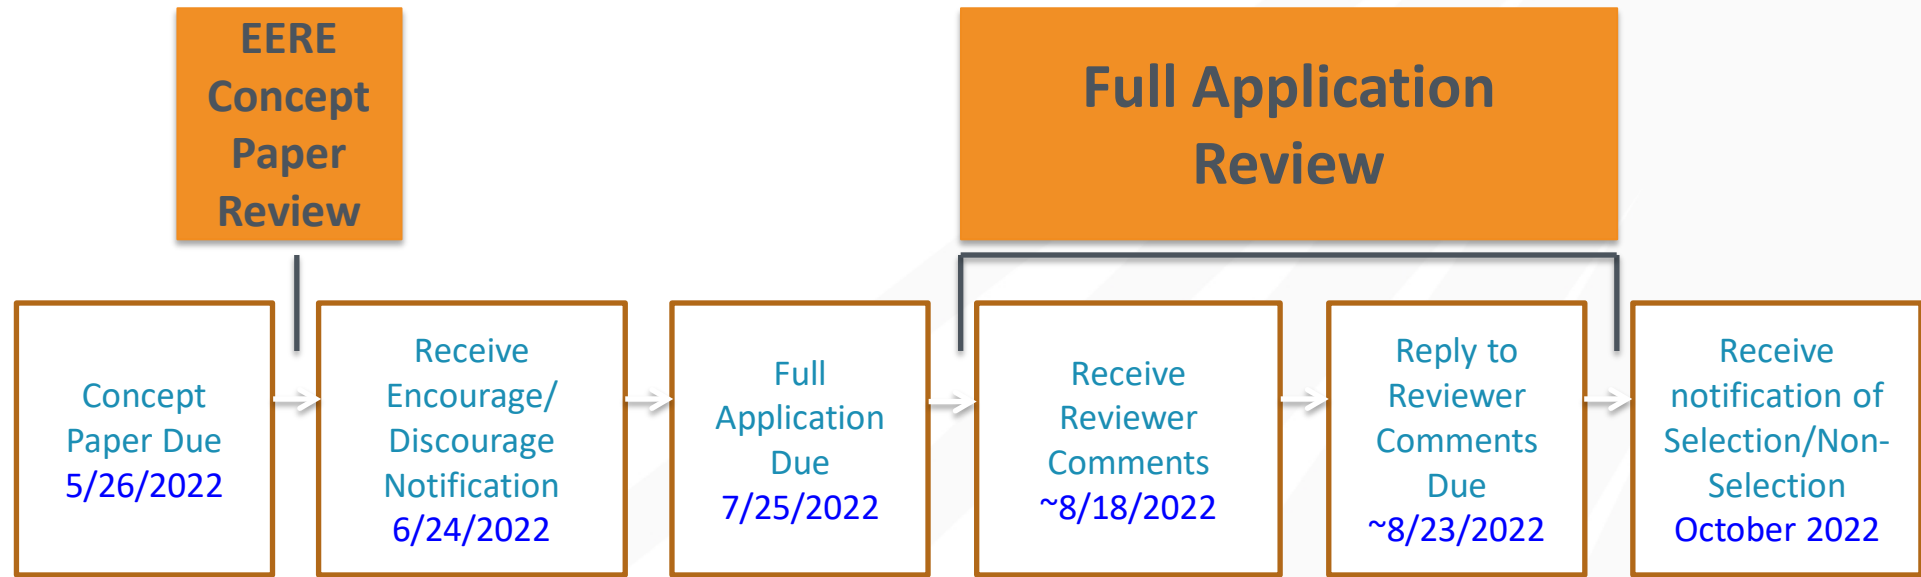 EERE
Concept
Paper
Review
Full Application
Review
Concept
Paper Due
5/26/2022
Receive
Encourage/
Discourage
Notification
6/24/2022
Full
Application
Due
7/25/2022
Receive
Reviewer
Comments
~8/18/2022
Reply to
Reviewer
Comments
Due
~8/23/2022
Receive
notification of
Selection/Non-
Selection
October 2022